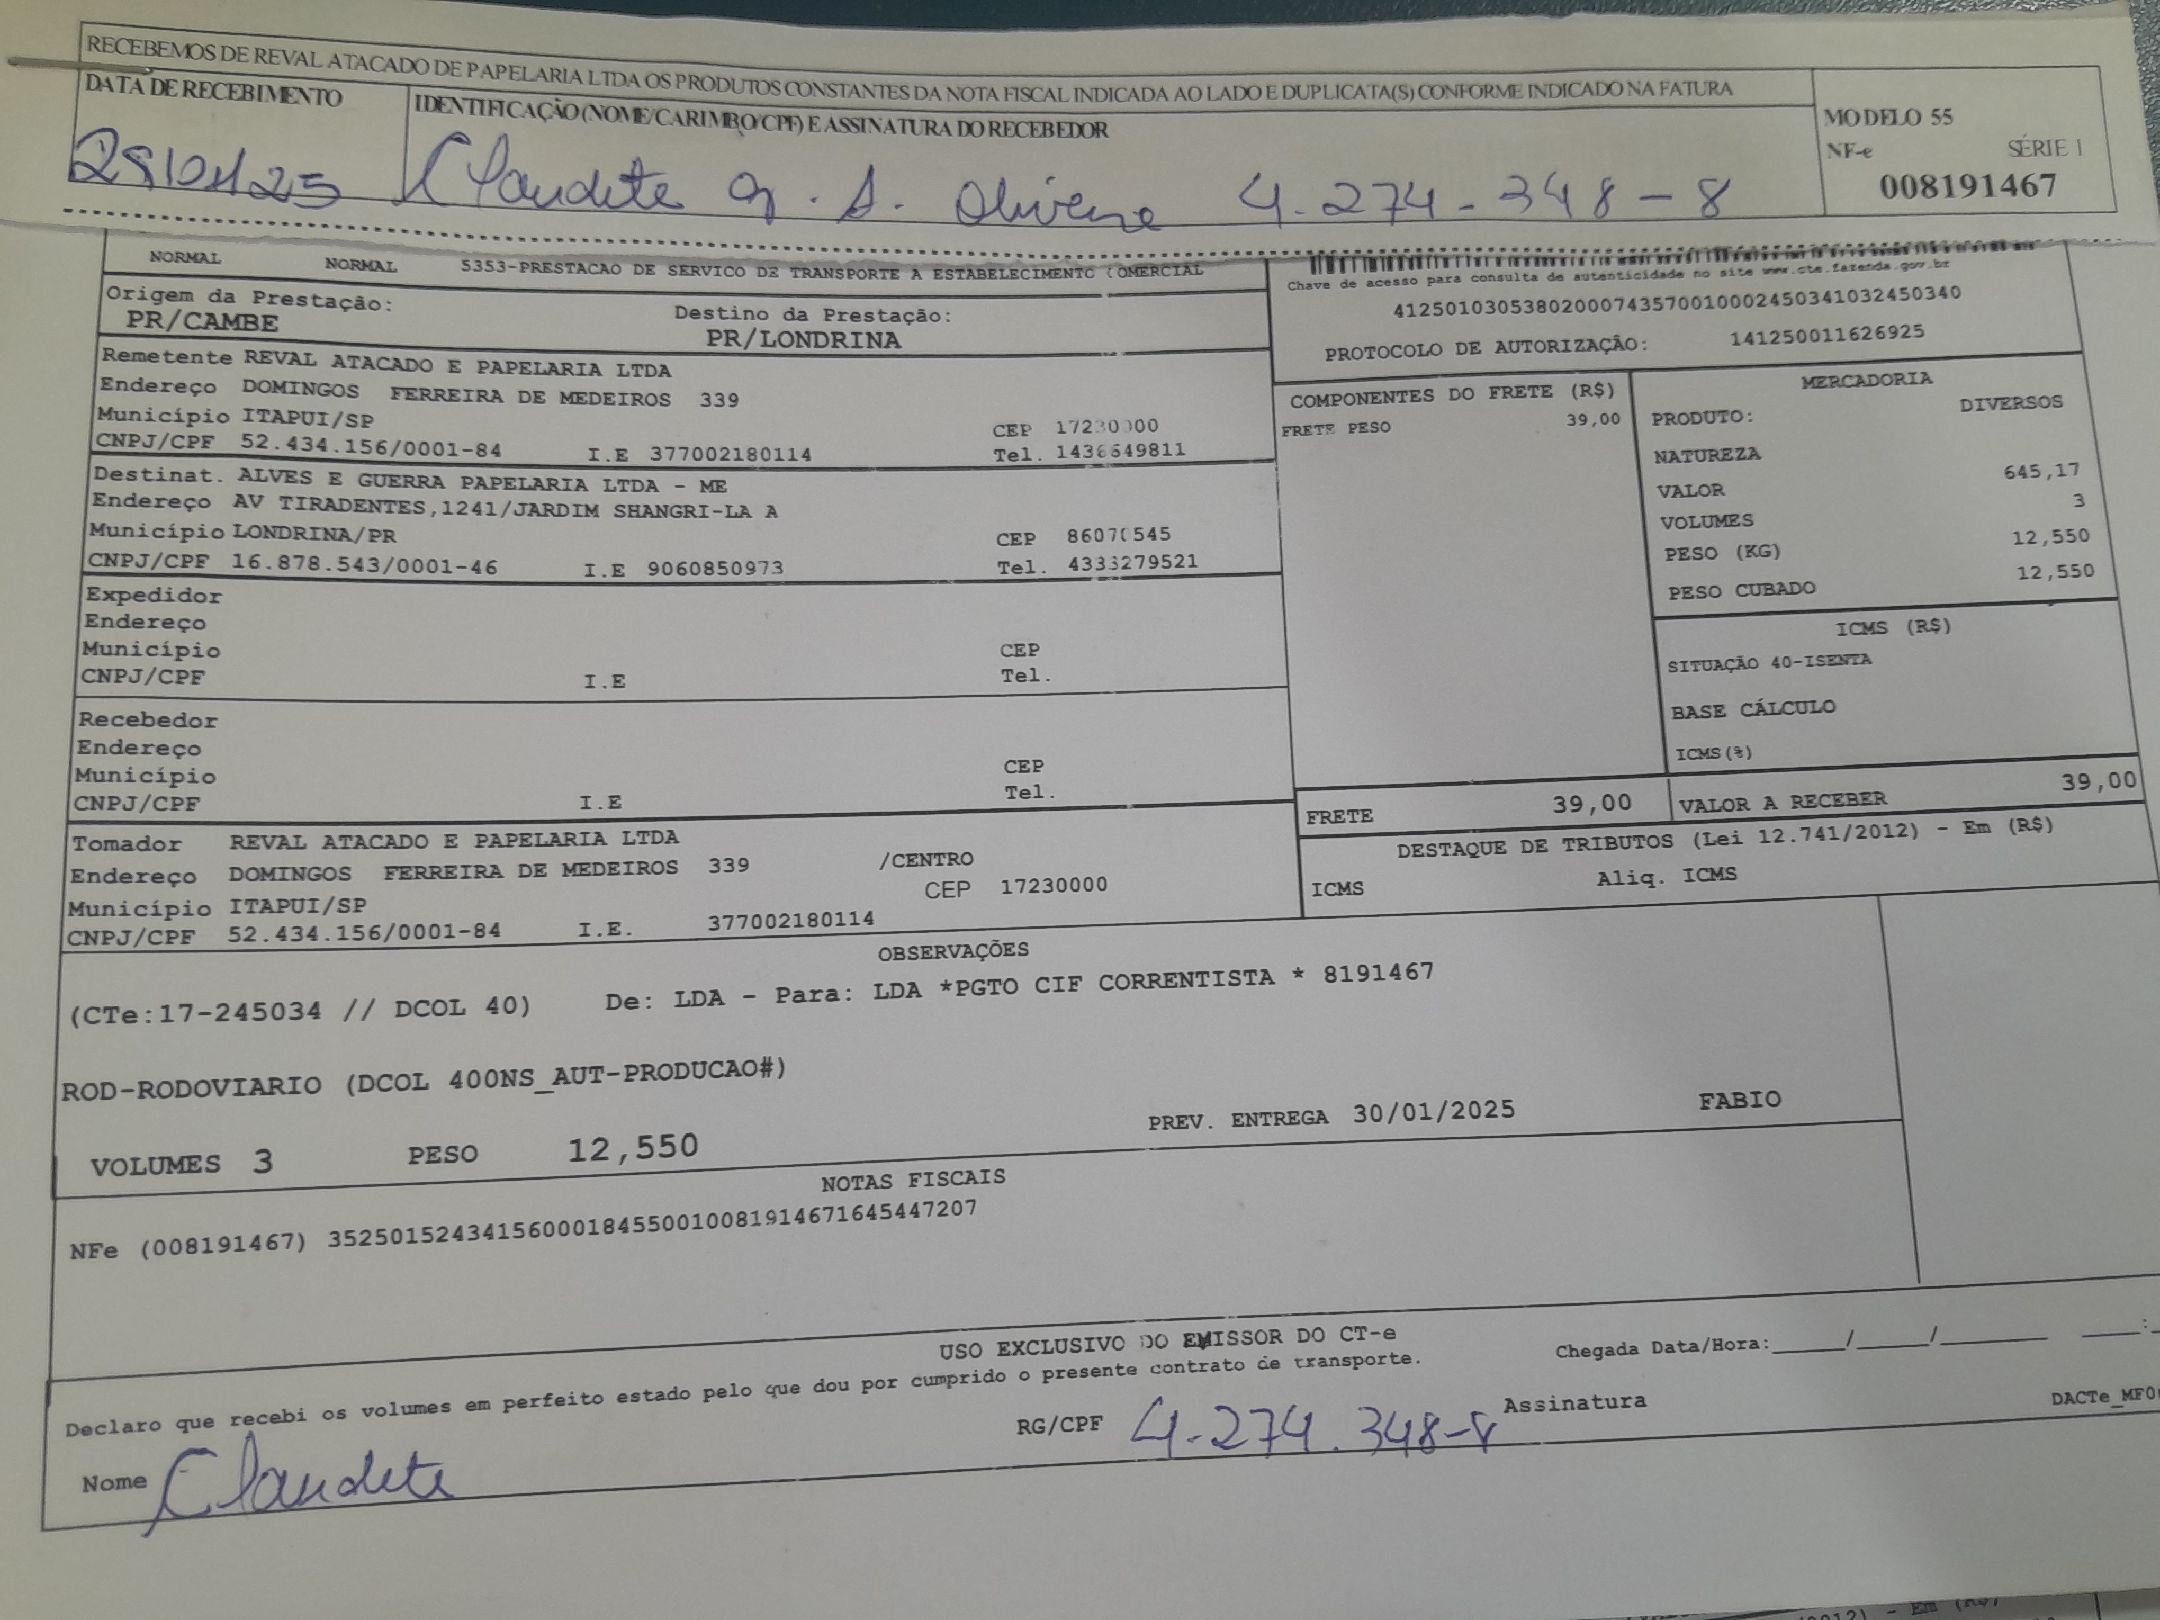 RECEBEMOS DE REVAL ATACADO DE PAPELARIA LTDA OS PRODUTOS CONSTANTES DA NOTA FISCAL INDICADA AO LADO E DUPLICATA(S) CONFORME INDICADO NA FATURA
DATA DE RECEBIMENTO
IDENTIFICAÇÃO (NOME/CARIMBO/CPF) E ASSINATURA DO RECEBEDOR
MODELO 55
NF-e SÉRIE 1
008191467
Claudete S. Oliveira 4.274.348-8
NORMAL NORMAL 5353-PRESTACAO DE SERVICO DE TRANSPORTE A ESTABELECIMENTO COMERCIAL
Chave de acesso para consulta de autenticidade no site www.cte.fazenda.gov.br
41250103053802000743570010002450341032450340
PROTOCOLO DE AUTORIZAÇÃO: 141250011626925
Origem da Prestação:
PR/CAMBE
Destino da Prestação:
PR/LONDRINA
Remetente REVAL ATACADO E PAPELARIA LTDA
Endereço DOMINGOS FERREIRA DE MEDEIROS 339
Município ITAPUI/SP CEP 17230000
CNPJ/CPF 52.434.156/0001-84 I.E 377002180114 Tel. 1436649811
Destinat. ALVES E GUERRA PAPELARIA LTDA - ME
Endereço AV TIRADENTES,1241/JARDIM SHANGRI-LA A
Município LONDRINA/PR CEP 86070545
CNPJ/CPF 16.878.543/0001-46 I.E 9060850973 Tel. 4333279521
Expedidor
Endereço
Município CEP
CNPJ/CPF I.E Tel.
Recebedor
Endereço
Município CEP
CNPJ/CPF I.E Tel.
Tomador REVAL ATACADO E PAPELARIA LTDA
Endereço DOMINGOS FERREIRA DE MEDEIROS 339 /CENTRO
Município ITAPUI/SP CEP 17230000
CNPJ/CPF 52.434.156/0001-84 I.E. 377002180114
COMPONENTES DO FRETE (R$)
FRETE PESO 39,00
MERCADORIA
PRODUTO: DIVERSOS
NATUREZA
VALOR 645,17
VOLUMES 3
PESO (KG) 12,550
PESO CUBADO 12,550
ICMS (R$)
SITUAÇÃO 40-ISENTA
BASE CÁLCULO
ICMS(%)
FRETE 39,00 VALOR A RECEBER 39,00
DESTAQUE DE TRIBUTOS (Lei 12.741/2012) - Em (R$)
ICMS Aliq. ICMS
OBSERVAÇÕES
(CTe:17-245034 // DCOL 40) De: LDA - Para: LDA *PGTO CIF CORRENTISTA * 8191467
ROD-RODOVIARIO (DCOL 400NS_AUT-PRODUCAO#)
PREV. ENTREGA 30/01/2025 FABIO
VOLUMES 3 PESO 12,550
NOTAS FISCAIS
NFe (008191467) 35250152434156000184550010081914671645447207
USO EXCLUSIVO DO EMISSOR DO CT-e
Declaro que recebi os volumes em perfeito estado pelo que dou por cumprido o presente contrato de transporte.
Chegada Data/Hora:____/____/______ ___:
Nome Claudete RG/CPF 4.274.348-8 Assinatura